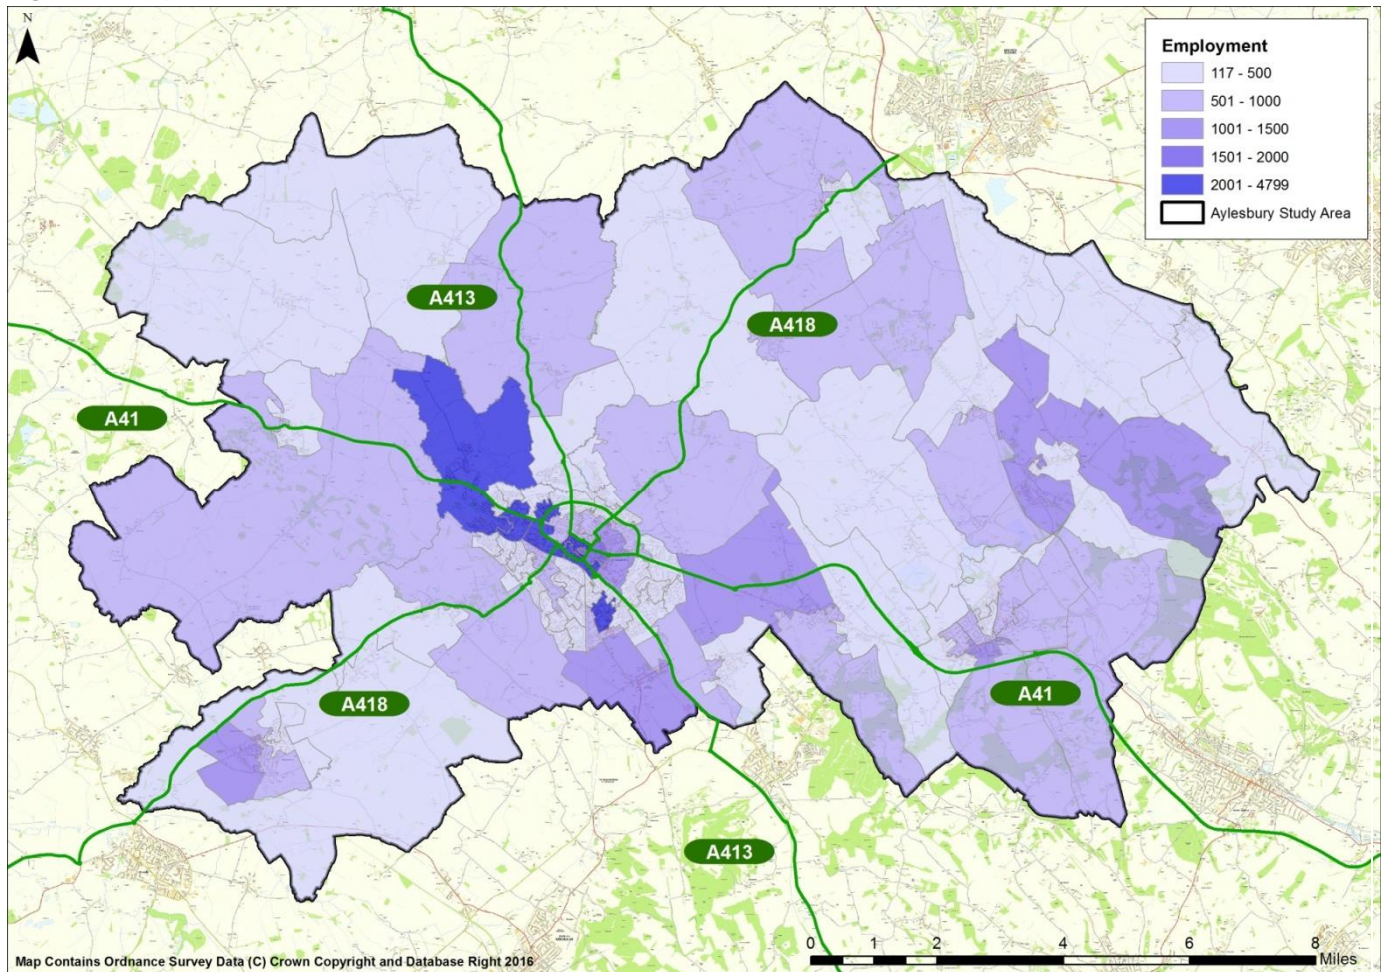 N
Employment
117 - 500
501 - 1000
1001 - 1500
1501 - 2000
2001 - 4799
Aylesbury Study Area
A413
A418
A41
A418
A41
A413
0 1 2 4 6 8
Miles
Map Contains Ordnance Survey Data (C) Crown Copyright and Database Right 2016